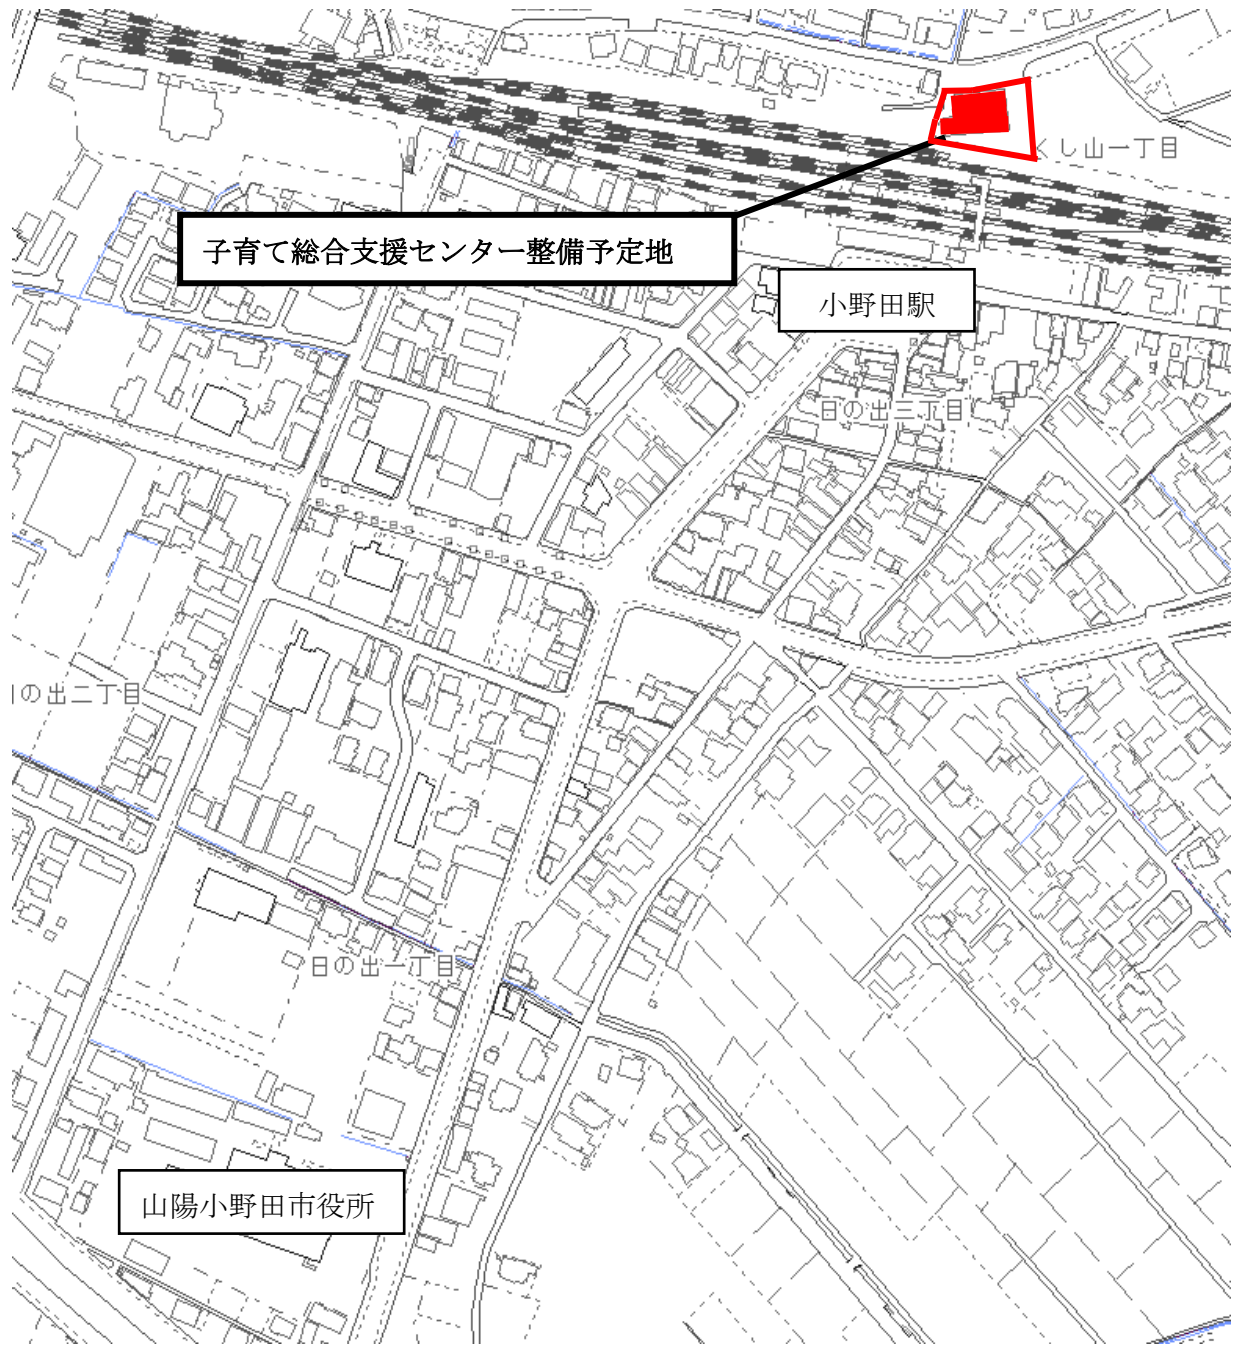 くし山一丁目
子育て総合支援センター整備予定地
小野田駅
日の出三丁目
の出二丁目
日の出一丁目
山陽小野田市役所